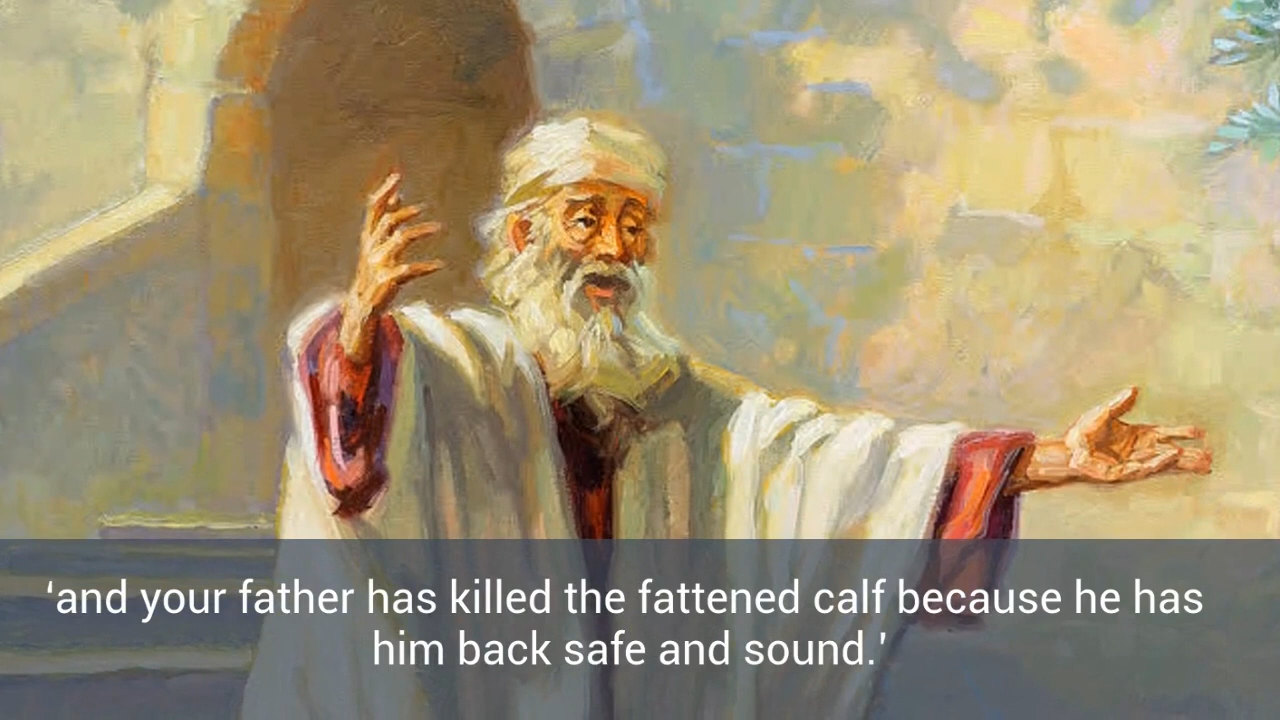 ‘and your father has killed the fattened calf because he has
him back safe and sound.'